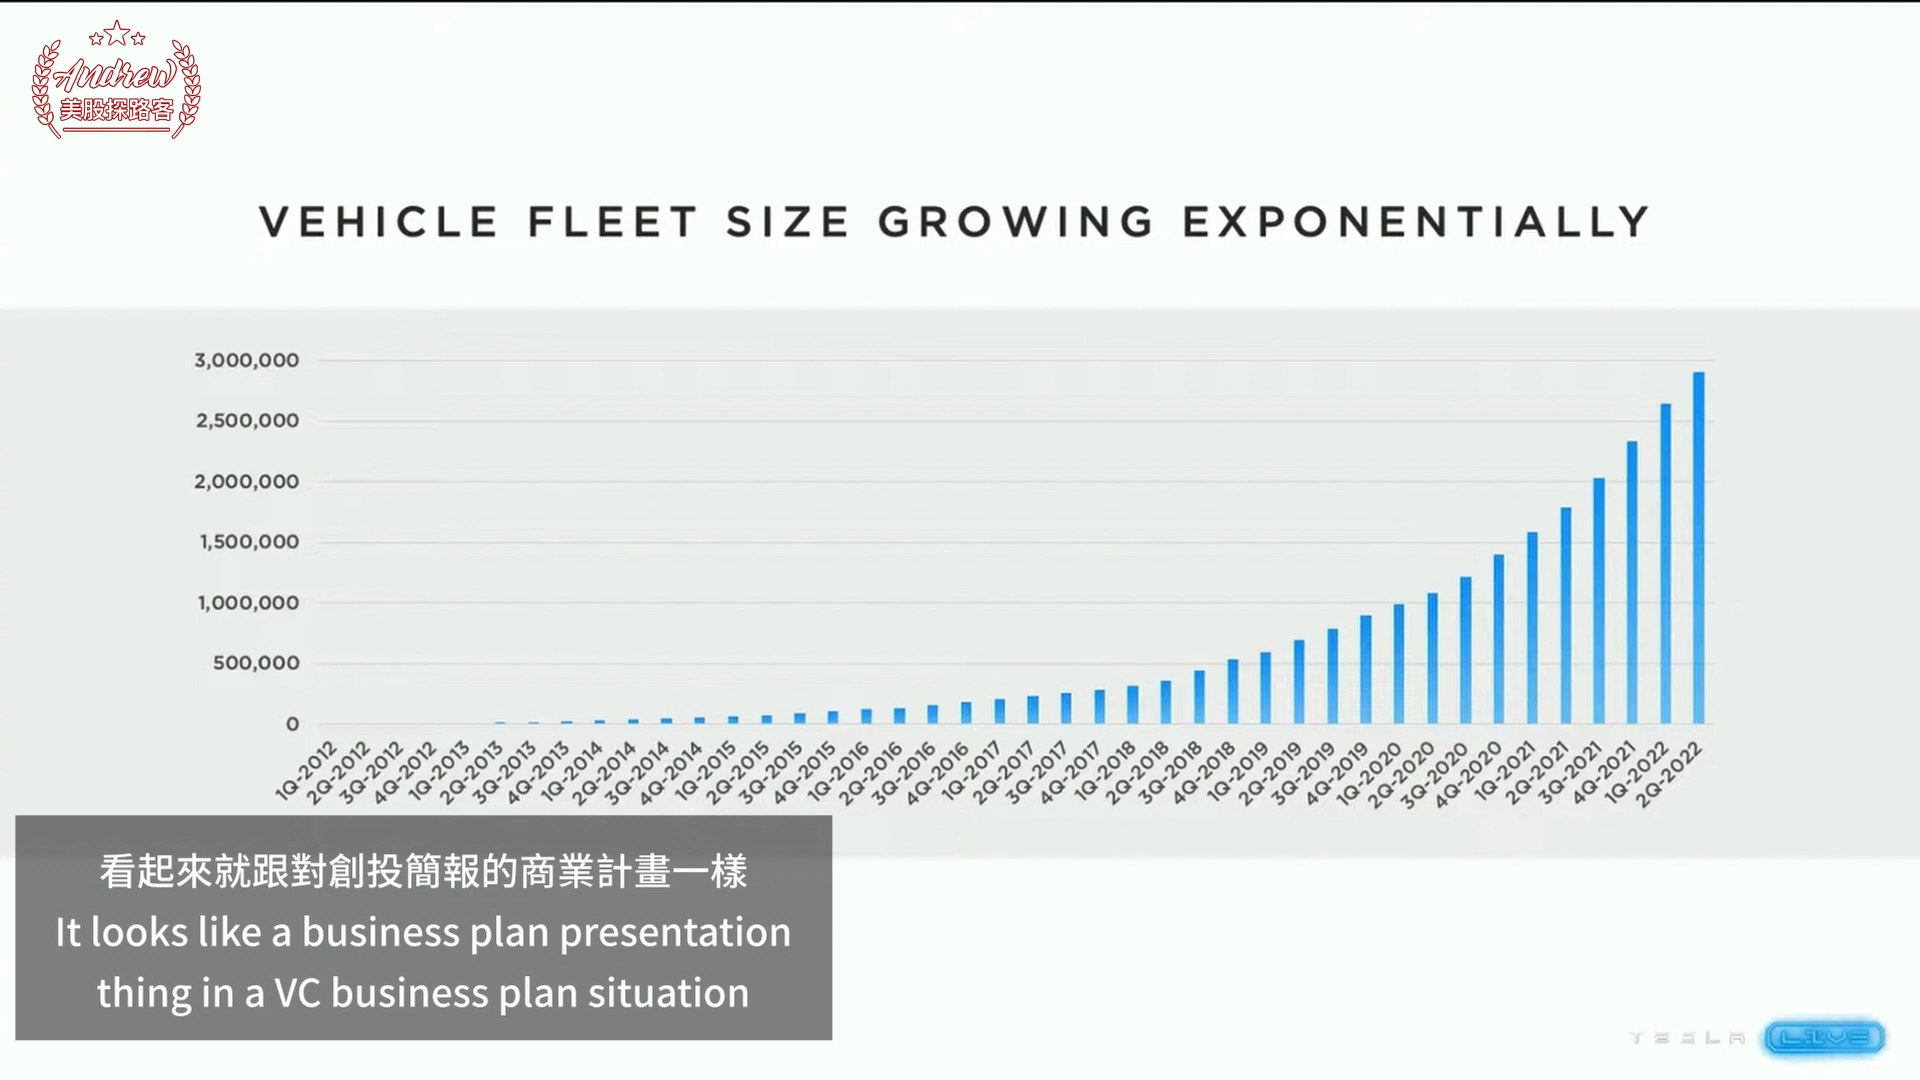 Andrew
美股探路客
VEHICLE FLEET SIZE GROWING EXPONENTIALLY
3,000,000
2,500,000
2,000,000
1,500,000
1,000,000
500,000
0
1Q-2012
2Q-2012
3Q-2012
4Q-2012
1Q-2013
2Q-2013
3Q-2013
4Q-2013
1Q-2014
2Q-2014
3Q-2014
4Q-2014
1Q-2015
2Q-2015
3Q-2015
4Q-2015
1Q-2016
2Q-2016
3Q-2016
4Q-2016
1Q-2017
2Q-2017
3Q-2017
4Q-2017
1Q-2018
2Q-2018
3Q-2018
4Q-2018
1Q-2019
2Q-2019
3Q-2019
4Q-2019
1Q-2020
2Q-2020
3Q-2020
4Q-2020
1Q-2021
2Q-2021
3Q-2021
4Q-2021
1Q-2022
2Q-2022
看起來就跟對創投簡報的商業計畫一樣
It looks like a business plan presentation
thing in a VC business plan situation
TESLA LIVE